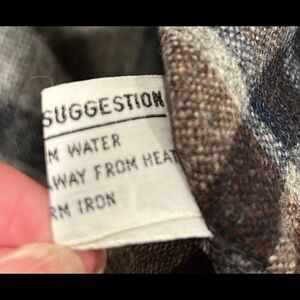 SUGGESTION
M WATER
AWAY FROM HEAT
RM IRON